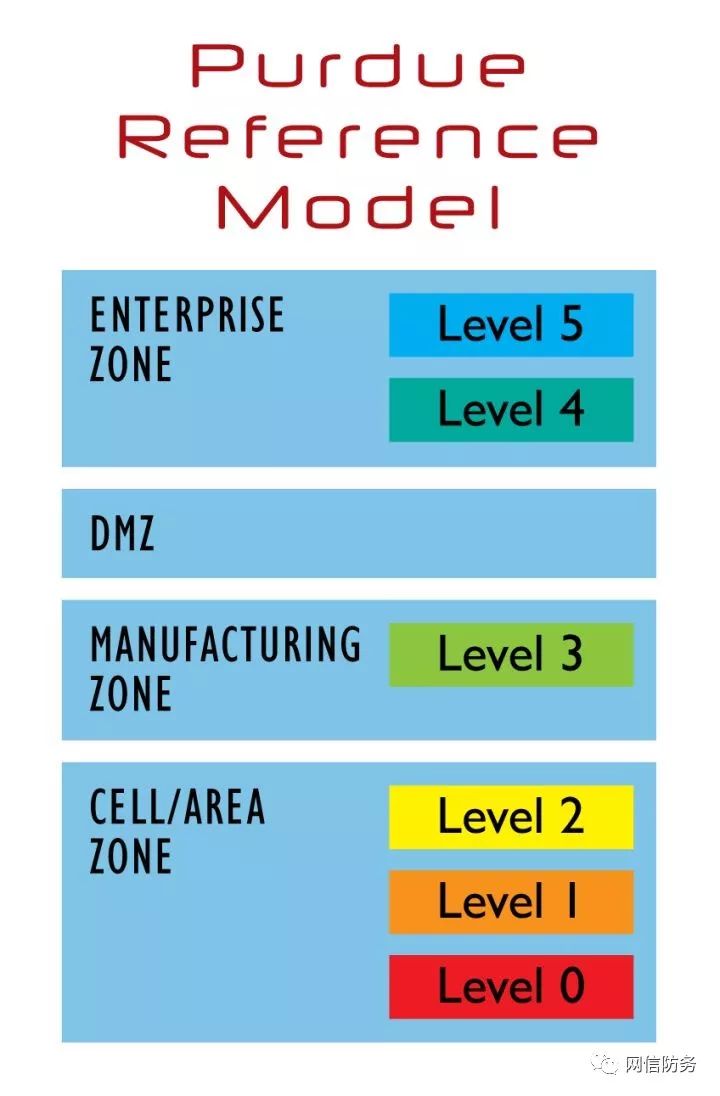 Purdue
Reference
Model
ENTERPRISE
ZONE
Level 5
Level 4
DMZ
MANUFACTURING
ZONE
Level 3
CELL/AREA
ZONE
Level 2
Level 1
Level 0
网信防务